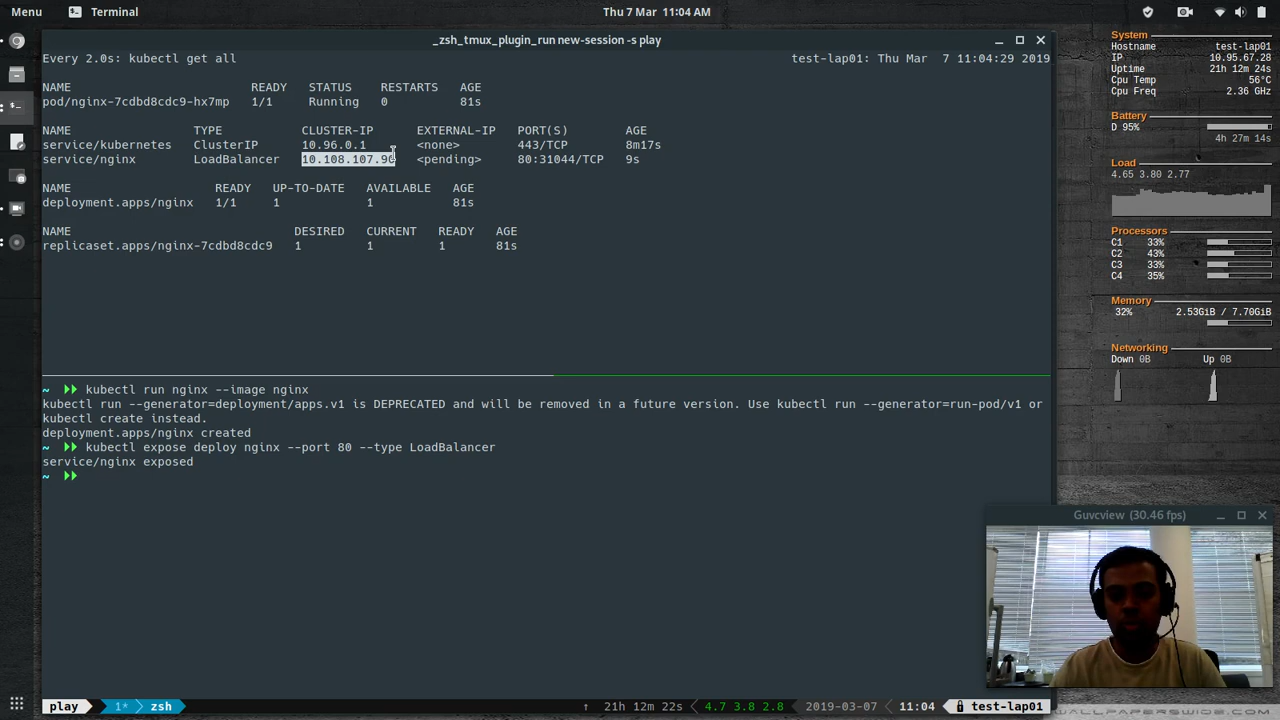 Menu Terminal Thu 7 Mar 11:04 AM
_zsh_tmux_plugin_run new-session -s play
Every 2.0s: kubectl get all test-lap01: Thu Mar 7 11:04:29 2019
NAME READY STATUS RESTARTS AGE
pod/nginx-7cdbd8cdc9-hx7mp 1/1 Running 0 81s
NAME TYPE CLUSTER-IP EXTERNAL-IP PORT(S) AGE
service/kubernetes ClusterIP 10.96.0.1 <none> 443/TCP 8m17s
service/nginx LoadBalancer 10.108.107.90 <pending> 80:31044/TCP 9s
NAME READY UP-TO-DATE AVAILABLE AGE
deployment.apps/nginx 1/1 1 1 81s
NAME DESIRED CURRENT READY AGE
replicaset.apps/nginx-7cdbd8cdc9 1 1 1 81s
~ kubectl run nginx --image nginx
kubectl run --generator=deployment/apps.v1 is DEPRECATED and will be removed in a future version. Use kubectl run --generator=run-pod/v1 or
kubectl create instead.
deployment.apps/nginx created
~ kubectl expose deploy nginx --port 80 --type LoadBalancer
service/nginx exposed
~
play 1* zsh ↑ 21h 12m 22s 4.7 3.8 2.8 2019-03-07 11:04 test-lap01
System
Hostname test-lap01
IP 10.95.67.28
Uptime 21h 12m 24s
Cpu Temp 56°C
Cpu Freq 2.36 GHz
Battery
D 95%
4h 27m 14s
Load
4.65 3.80 2.77
Processors
C1 33%
C2 43%
C3 33%
C4 35%
Memory
32% 2.53GiB / 7.70GiB
Networking
Down 0B Up 0B
Guvcview (30.46 fps)
WALLPAPERSWIDE.COM